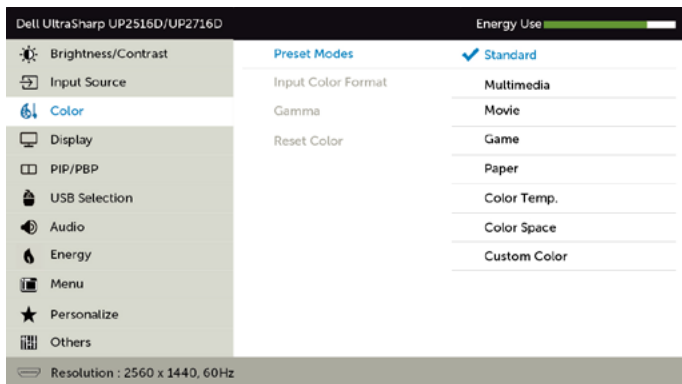 Dell UltraSharp UP2516D/UP2716D Energy Use
Brightness/Contrast Preset Modes Standard
Input Source Input Color Format Multimedia
Color Gamma Movie
Display Reset Color Game
PIP/PBP Paper
USB Selection Color Temp.
Audio Color Space
Energy Custom Color
Menu
Personalize
Others
Resolution : 2560 x 1440, 60Hz